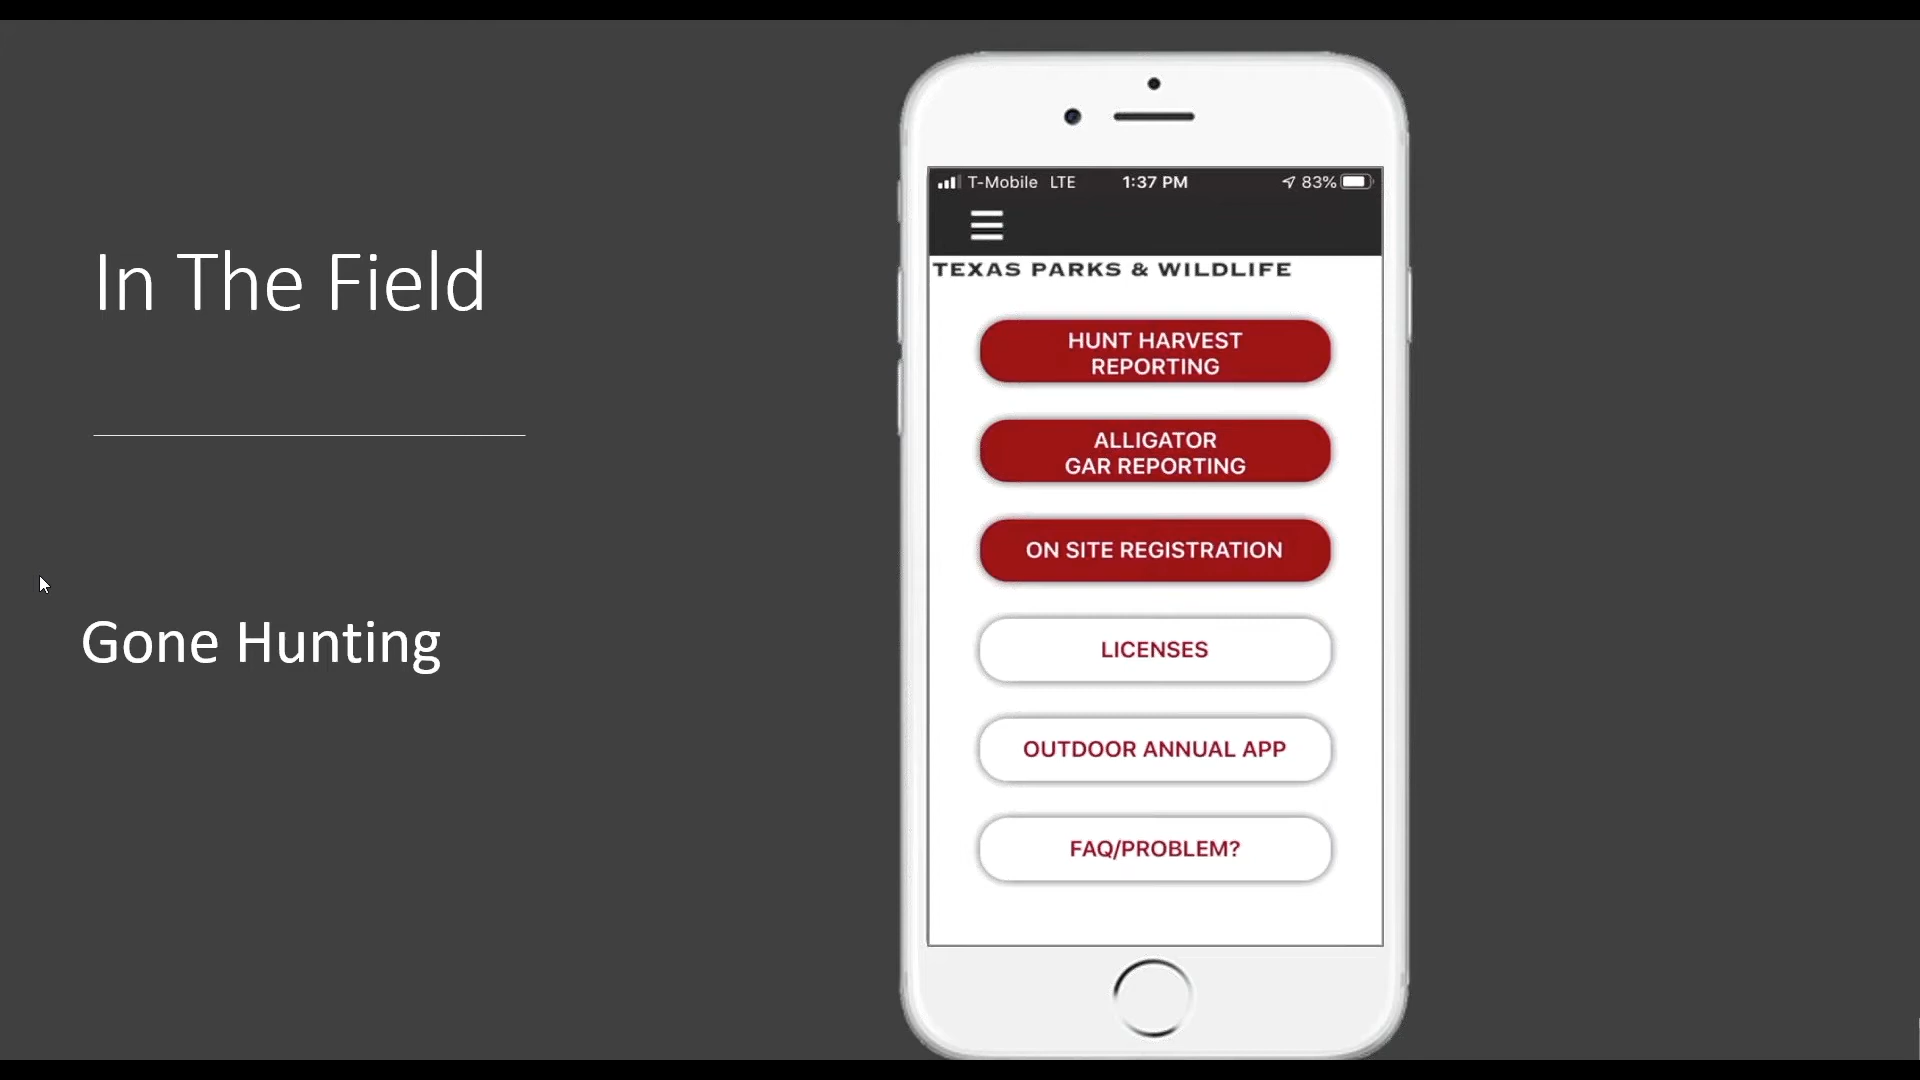 In The Field
Gone Hunting
T-Mobile LTE 1:37 PM 83%
TEXAS PARKS & WILDLIFE
HUNT HARVEST
REPORTING
ALLIGATOR
GAR REPORTING
ON SITE REGISTRATION
LICENSES
OUTDOOR ANNUAL APP
FAQ/PROBLEM?